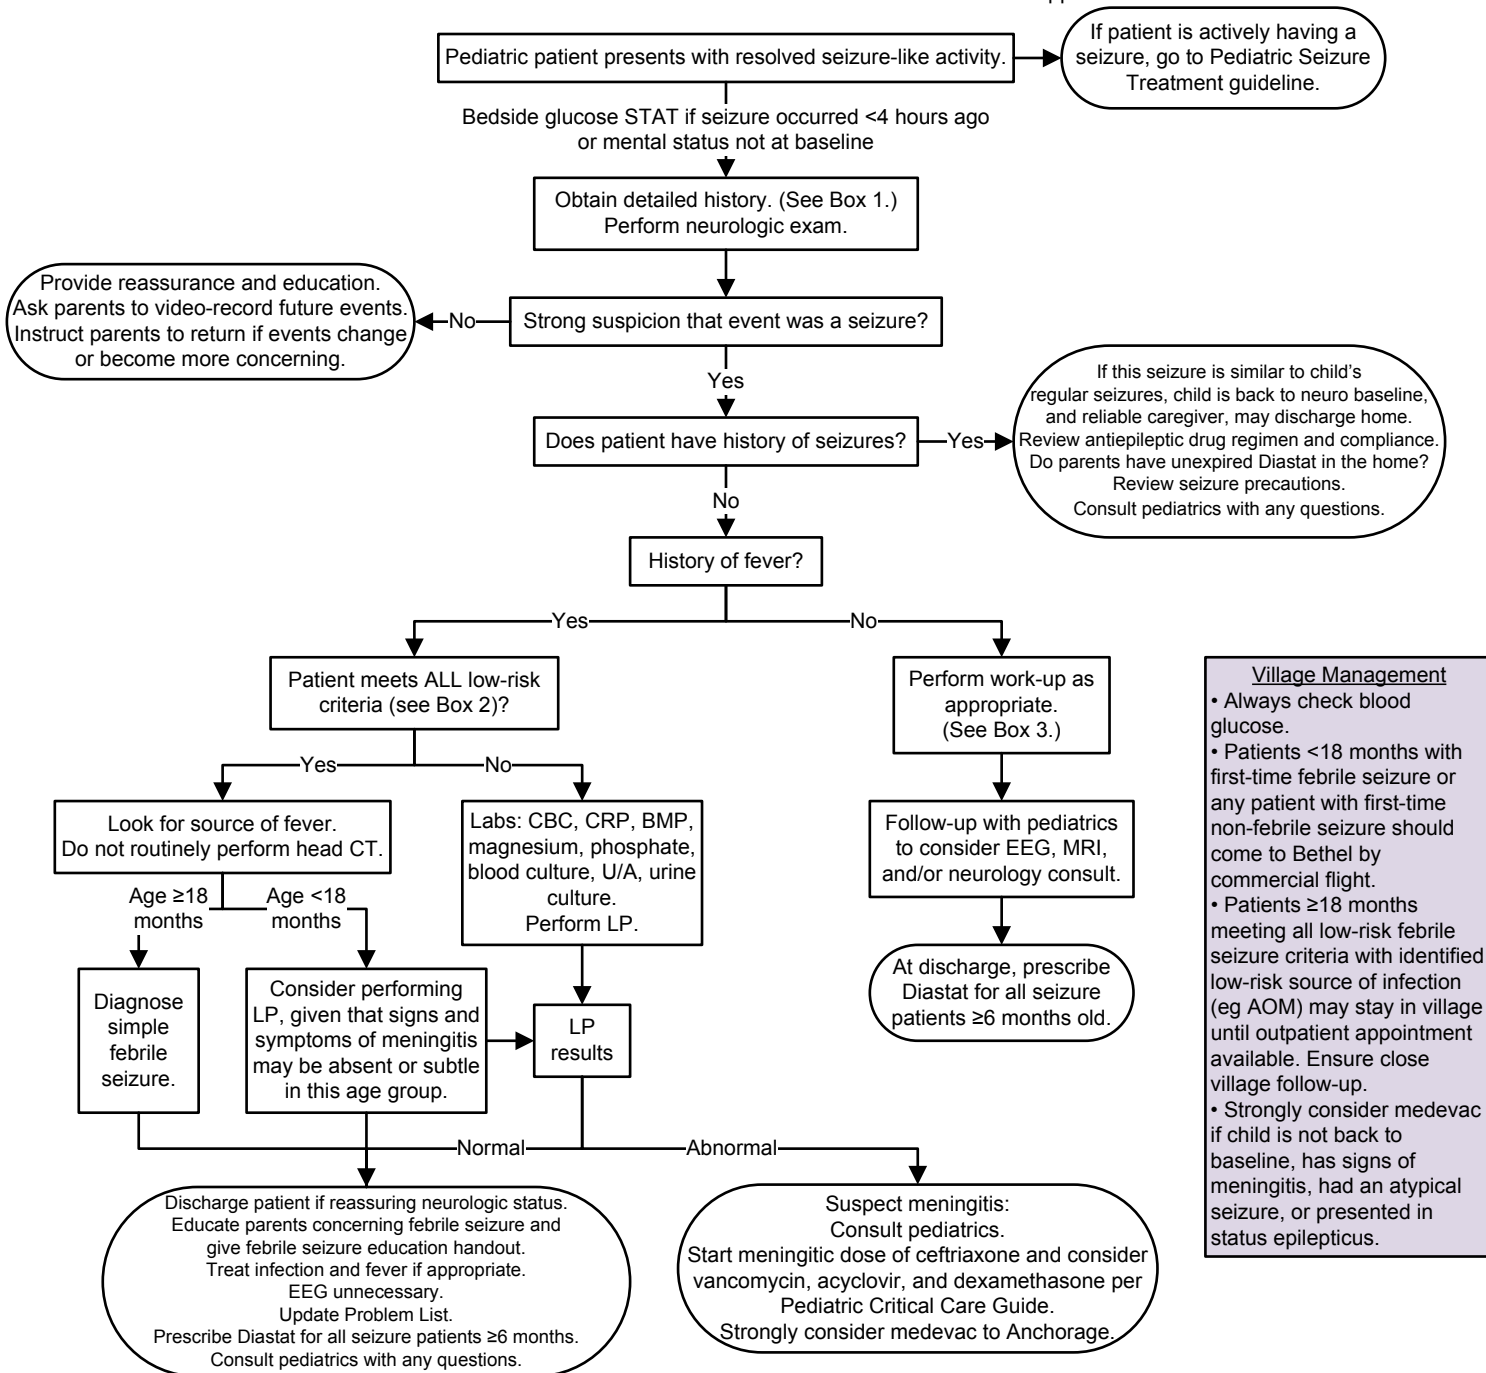 Pediatric patient presents with resolved seizure-like activity.
If patient is actively having a
seizure, go to Pediatric Seizure
Treatment guideline.
Bedside glucose STAT if seizure occurred <4 hours ago
or mental status not at baseline
Obtain detailed history. (See Box 1.)
Perform neurologic exam.
Strong suspicion that event was a seizure?
No
Provide reassurance and education.
Ask parents to video-record future events.
Instruct parents to return if events change
or become more concerning.
Yes
Does patient have history of seizures?
Yes
If this seizure is similar to child's
regular seizures, child is back to neuro baseline,
and reliable caregiver, may discharge home.
Review antiepileptic drug regimen and compliance.
Do parents have unexpired Diastat in the home?
Review seizure precautions.
Consult pediatrics with any questions.
No
History of fever?
Yes
No
Patient meets ALL low-risk
criteria (see Box 2)?
Perform work-up as
appropriate.
(See Box 3.)
Yes
No
Look for source of fever.
Do not routinely perform head CT.
Labs: CBC, CRP, BMP,
magnesium, phosphate,
blood culture, U/A, urine
culture.
Perform LP.
Follow-up with pediatrics
to consider EEG, MRI,
and/or neurology consult.
Age ≥18
months
Age <18
months
Diagnose
simple
febrile
seizure.
Consider performing
LP, given that signs and
symptoms of meningitis
may be absent or subtle
in this age group.
LP
results
At discharge, prescribe
Diastat for all seizure
patients ≥6 months old.
Normal
Abnormal
Discharge patient if reassuring neurologic status.
Educate parents concerning febrile seizure and
give febrile seizure education handout.
Treat infection and fever if appropriate.
EEG unnecessary.
Update Problem List.
Prescribe Diastat for all seizure patients ≥6 months.
Consult pediatrics with any questions.
Suspect meningitis:
Consult pediatrics.
Start meningitic dose of ceftriaxone and consider
vancomycin, acyclovir, and dexamethasone per
Pediatric Critical Care Guide.
Strongly consider medevac to Anchorage.
Village Management
• Always check blood
glucose.
• Patients <18 months with
first-time febrile seizure or
any patient with first-time
non-febrile seizure should
come to Bethel by
commercial flight.
• Patients ≥18 months
meeting all low-risk febrile
seizure criteria with identified
low-risk source of infection
(eg AOM) may stay in village
until outpatient appointment
available. Ensure close
village follow-up.
• Strongly consider medevac
if child is not back to
baseline, has signs of
meningitis, had an atypical
seizure, or presented in
status epilepticus.